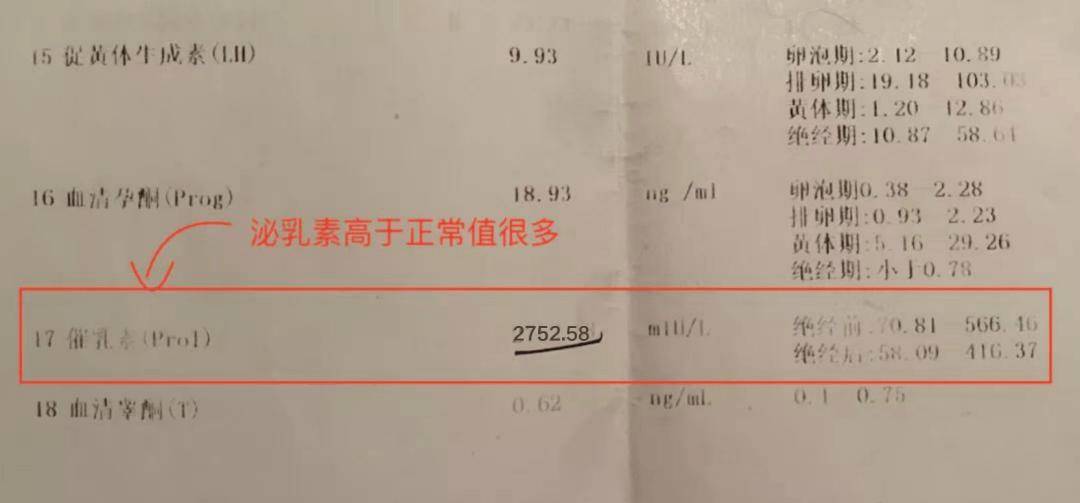 15 促黄体生成素(LH) 9.93 IU/L 卵泡期:2.12 10.89
排卵期:19.18 103.03
黄体期:1.20 12.86
绝经期:10.87 58.64
16 血清孕酮(Prog) 18.93 ng /ml 卵泡期0.38-2.28
排卵期:0.93 2.23
黄体期:5.16 29.26
绝经期:小于0.78
泌乳素高于正常值很多
17 催乳素(Prol) 2752.58 mIU/L 绝经前:70.81 566.46
绝经后:58.09 416.37
18 血清睾酮(T) 0.62 ng/mL 0.1 0.75